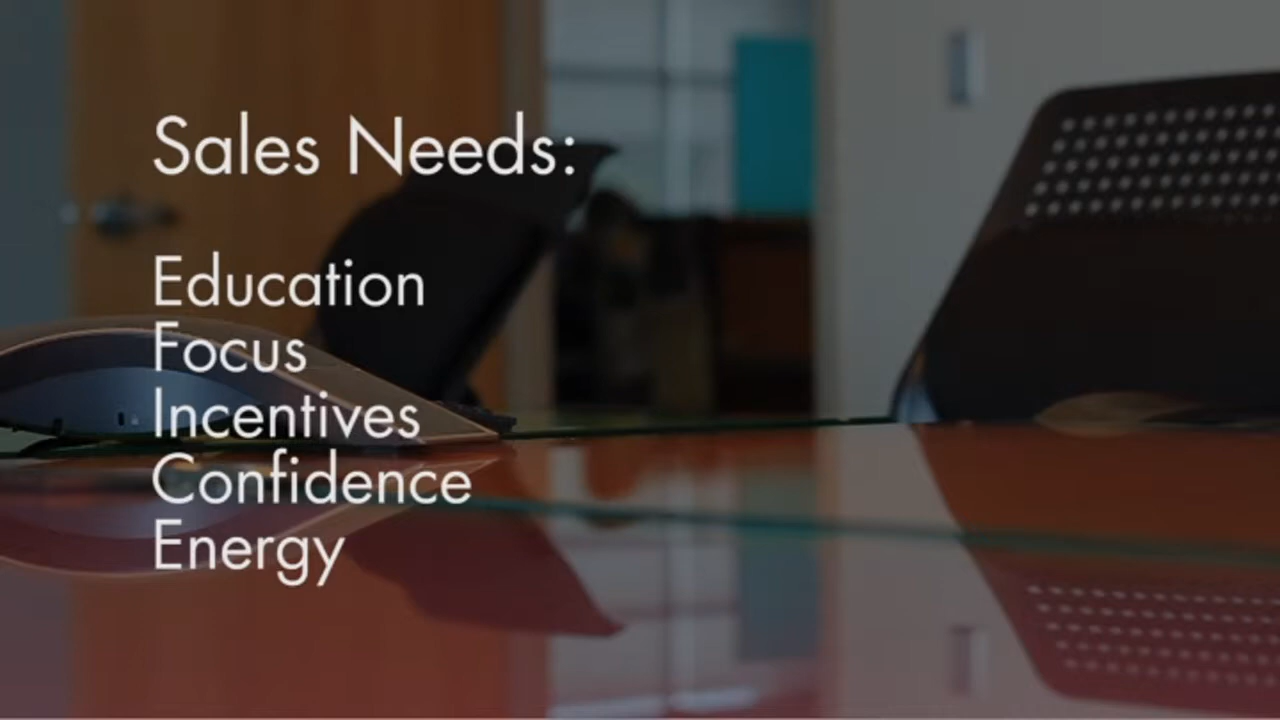 Sales Needs:
Education
Focus
Incentives
Confidence
Energy